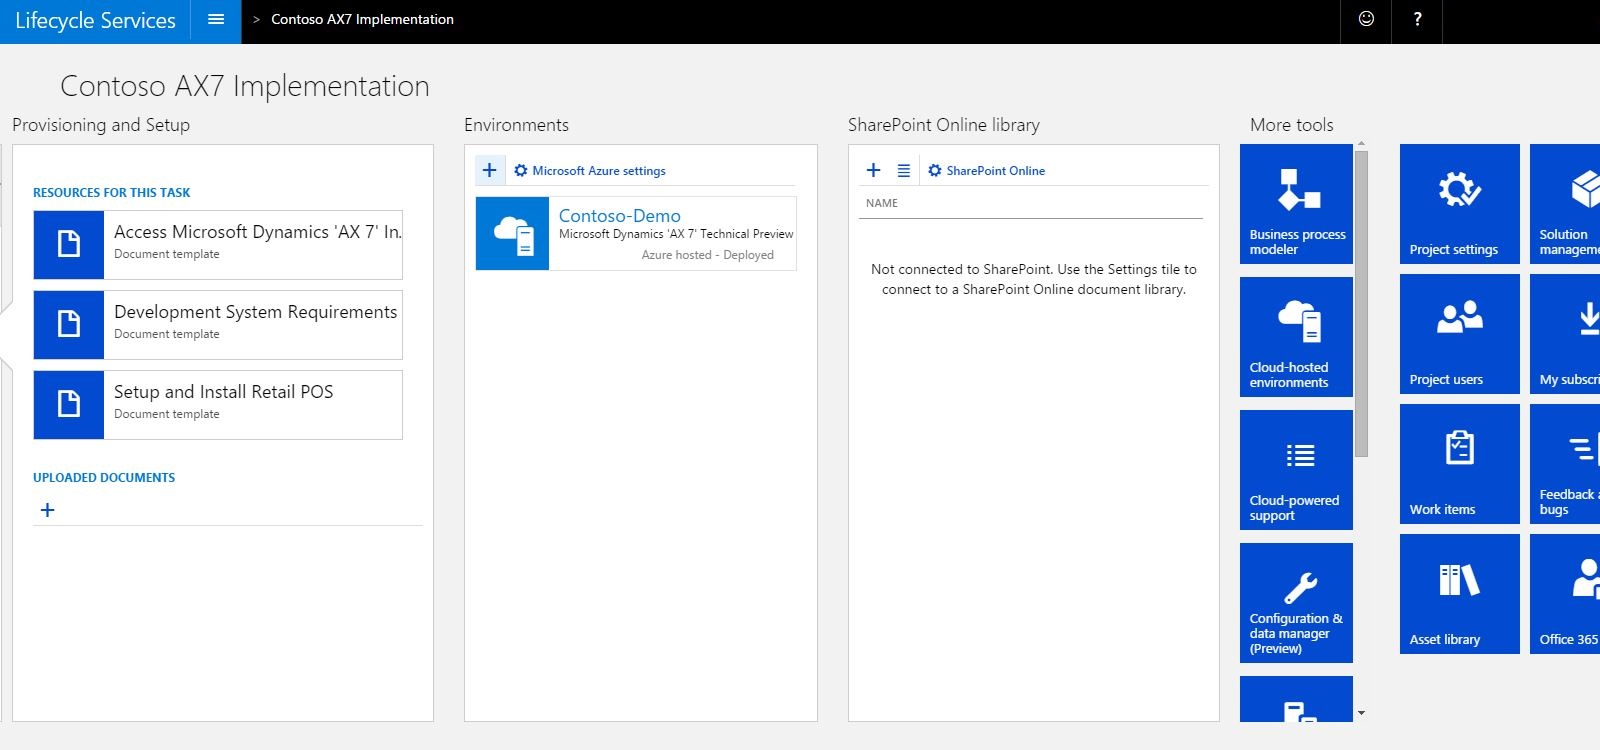 Lifecycle Services
> Contoso AX7 Implementation
?
Contoso AX7 Implementation
Provisioning and Setup
RESOURCES FOR THIS TASK
Access Microsoft Dynamics 'AX 7' In.
Document template
Development System Requirements
Document template
Setup and Install Retail POS
Document template
UPLOADED DOCUMENTS
+
Environments
+ Microsoft Azure settings
Contoso-Demo
Microsoft Dynamics 'AX 7' Technical Preview
Azure hosted - Deployed
SharePoint Online library
+ SharePoint Online
NAME
Not connected to SharePoint. Use the Settings tile to
connect to a SharePoint Online document library.
More tools
Business process
modeler
Cloud-hosted
environments
Cloud-powered
support
Configuration &
data manager
(Preview)
Project settings
Solution
manageme
Project users
My subscri
Work items
Feedback a
bugs
Asset library
Office 365